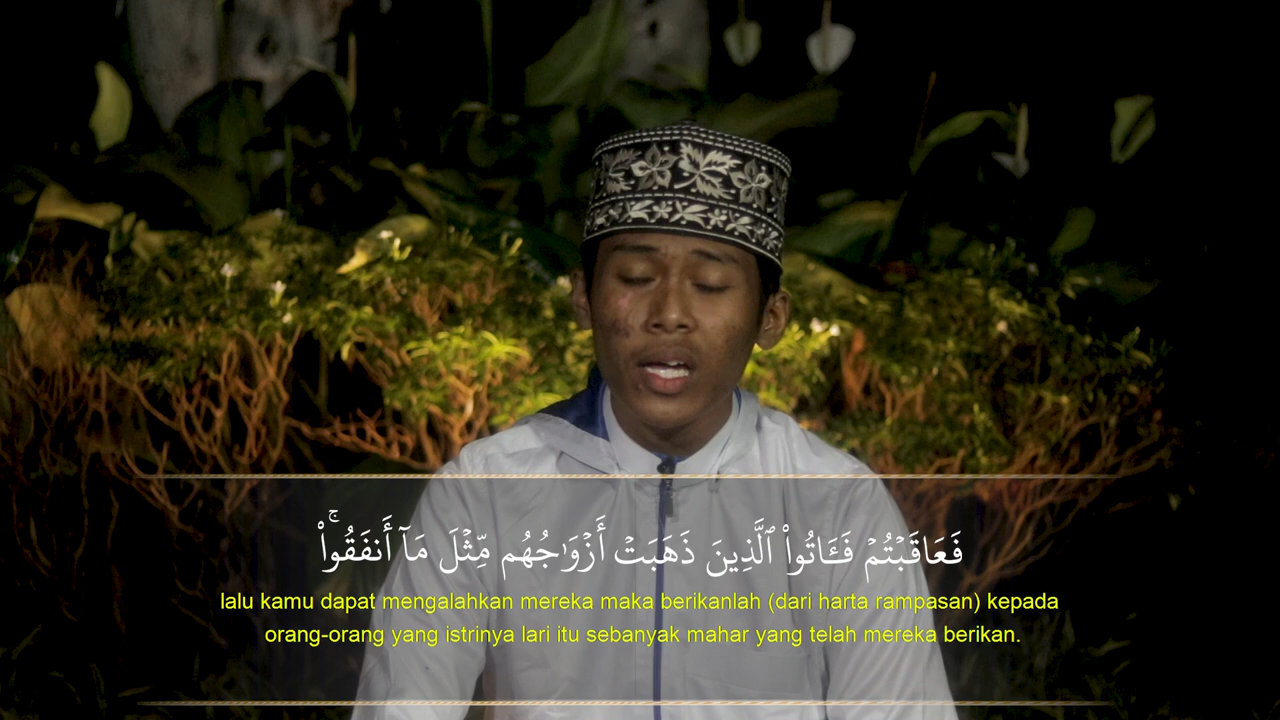 فَعَاقَبْتُمْ فَـَٔاتُوا۟ ٱلَّذِينَ ذَهَبَتْ أَزْوَٰجُهُم مِّثْلَ مَآ أَنفَقُوا۟ ۚ
lalu kamu dapat mengalahkan mereka maka berikanlah (dari harta rampasan) kepada
orang-orang yang istrinya lari itu sebanyak mahar yang telah mereka berikan.